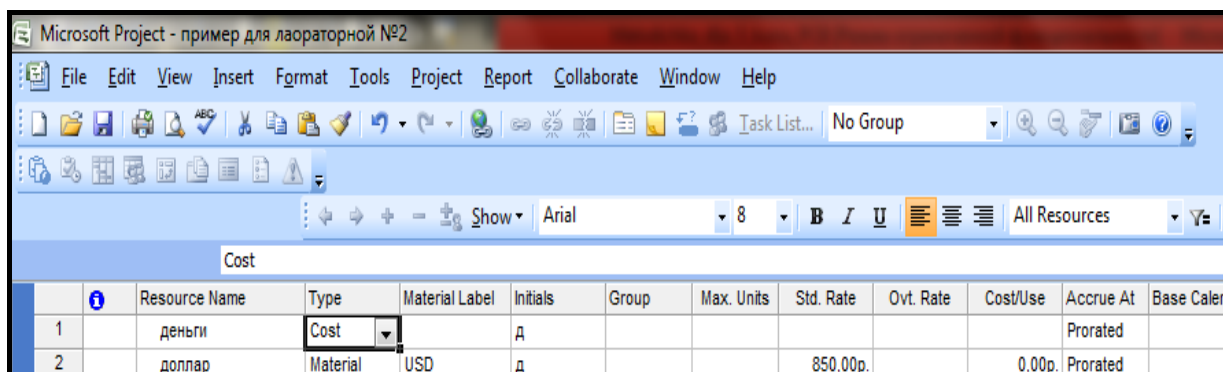 Microsoft Project - пример для лаораторной №2
File Edit View Insert Format Tools Project Report Collaborate Window Help
ABC Task List... No Group
Show Arial 8 B I U All Resources
Cost
Resource Name Type Material Label Initials Group Max. Units Std. Rate Ovt. Rate Cost/Use Accrue At Base Calen
1 деньги Cost д Prorated
2 доллар Material USD д 850.00р. 0.00р. Prorated